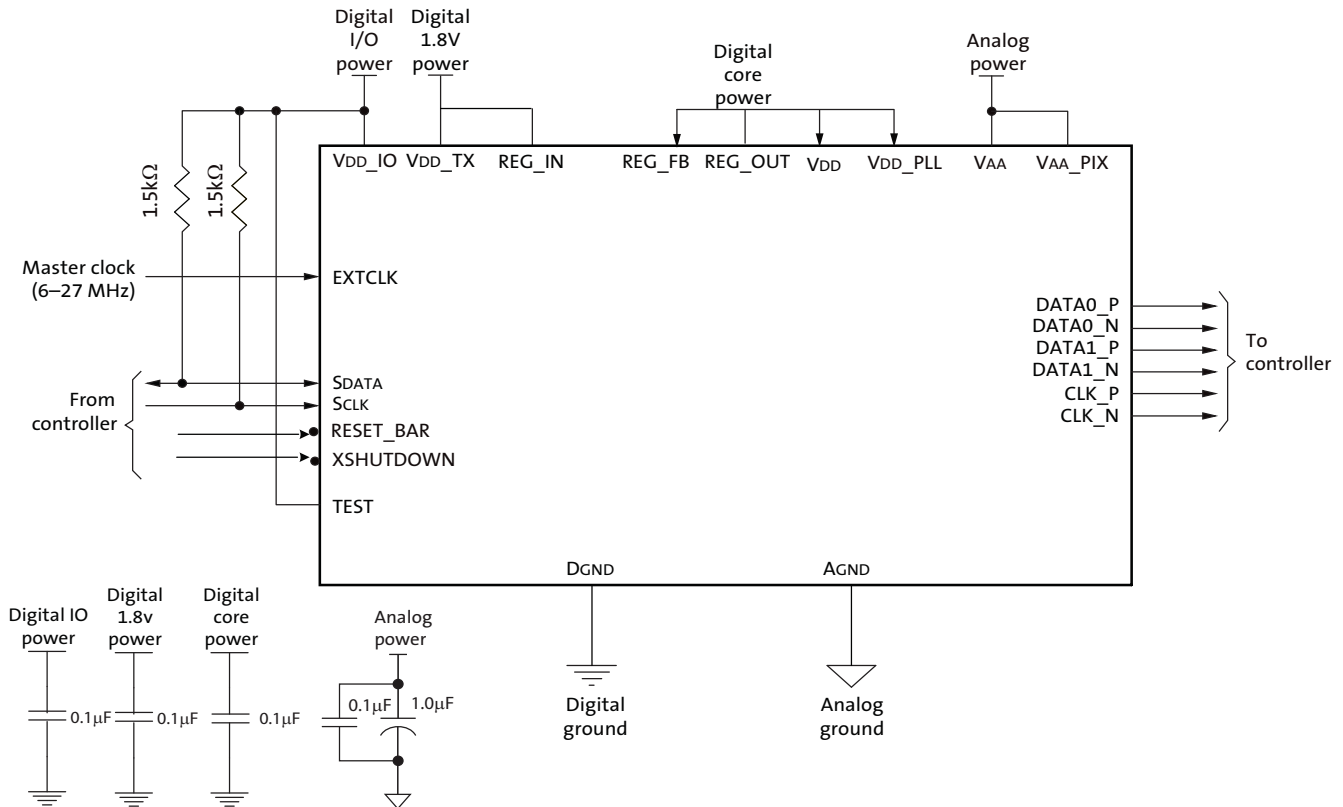 Digital
I/O
power
Digital
1.8V
power
Digital
core
power
Analog
power
1.5kΩ
1.5kΩ
VDD_IO
VDD_TX
REG_IN
REG_FB
REG_OUT
VDD
VDD_PLL
VAA
VAA_PIX
Master clock
(6–27 MHz)
EXTCLK
From
controller
SDATA
SCLK
RESET_BAR
XSHUTDOWN
TEST
DATA0_P
DATA0_N
DATA1_P
DATA1_N
CLK_P
CLK_N
To
controller
DGND
AGND
Digital
ground
Analog
ground
Digital IO
power
0.1µF
Digital
1.8v
power
0.1µF
Digital
core
power
0.1µF
Analog
power
0.1µF
1.0µF